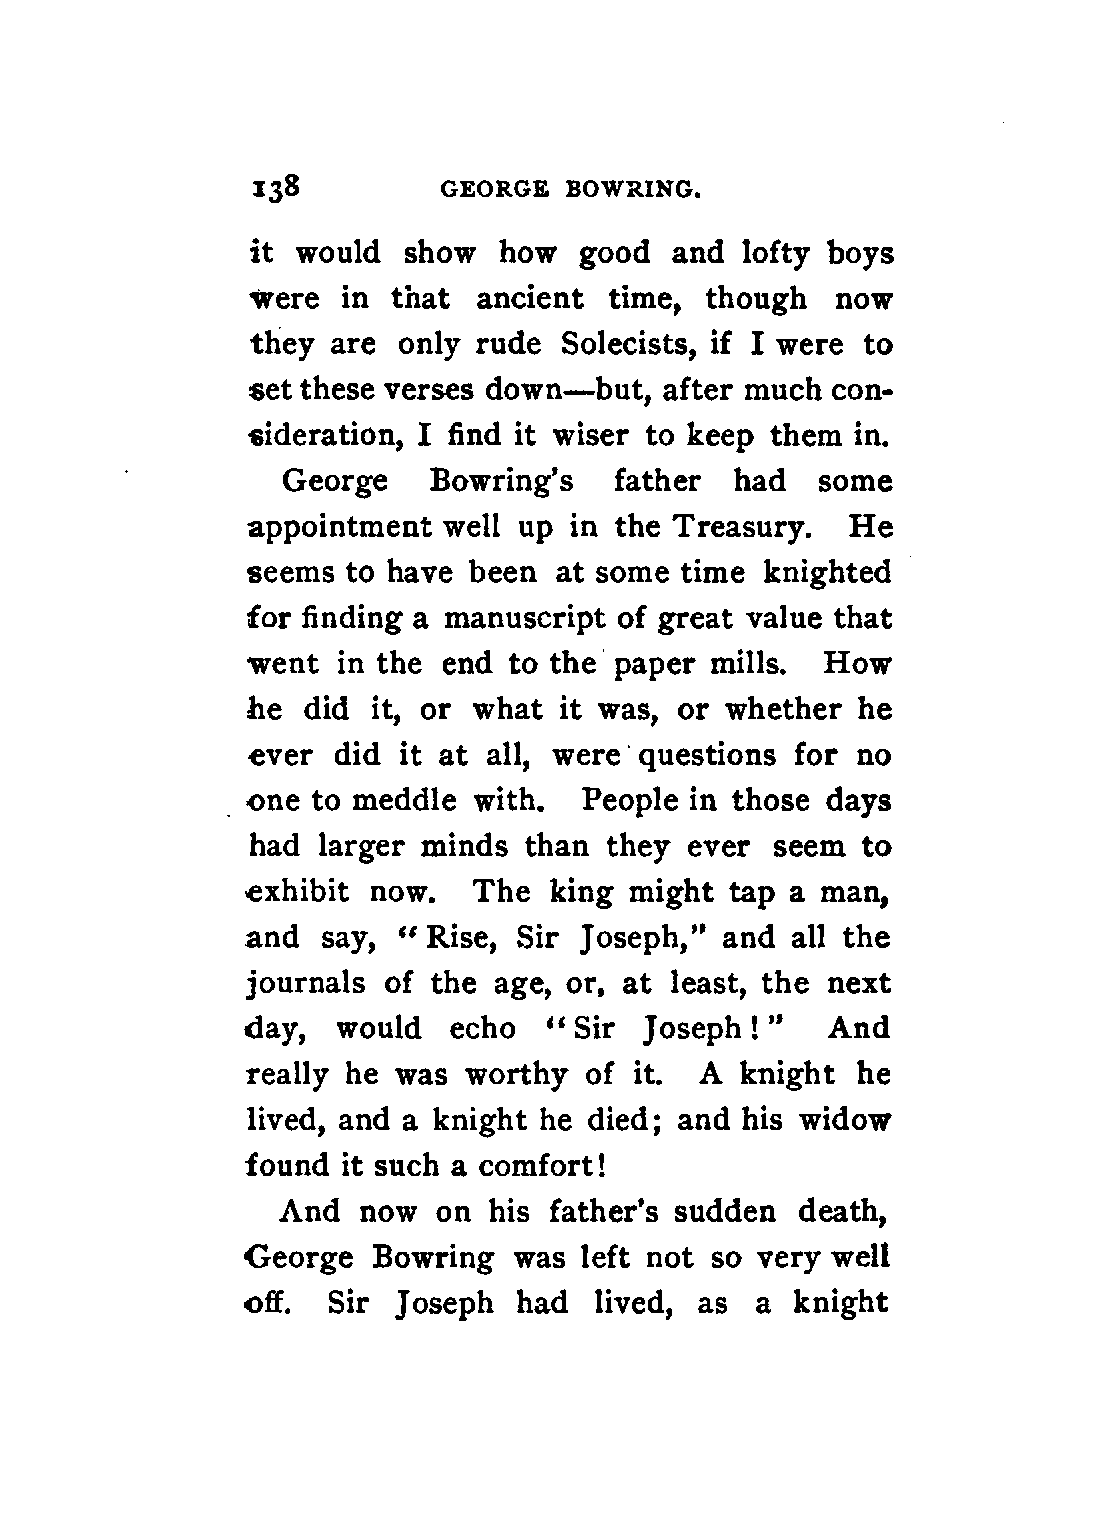 138 GEORGE BOWRING.
it would show how good and lofty boys
were in that ancient time, though now
they are only rude Solecists, if I were to
set these verses down—but, after much con-
sideration, I find it wiser to keep them in.
George Bowring's father had some
appointment well up in the Treasury. He
seems to have been at some time knighted
for finding a manuscript of great value that
went in the end to the paper mills. How
he did it, or what it was, or whether he
ever did it at all, were questions for no
one to meddle with. People in those days
had larger minds than they ever seem to
exhibit now. The king might tap a man,
and say, "Rise, Sir Joseph," and all the
journals of the age, or, at least, the next
day, would echo "Sir Joseph!" And
really he was worthy of it. A knight he
lived, and a knight he died; and his widow
found it such a comfort!
And now on his father's sudden death,
George Bowring was left not so very well
off. Sir Joseph had lived, as a knight